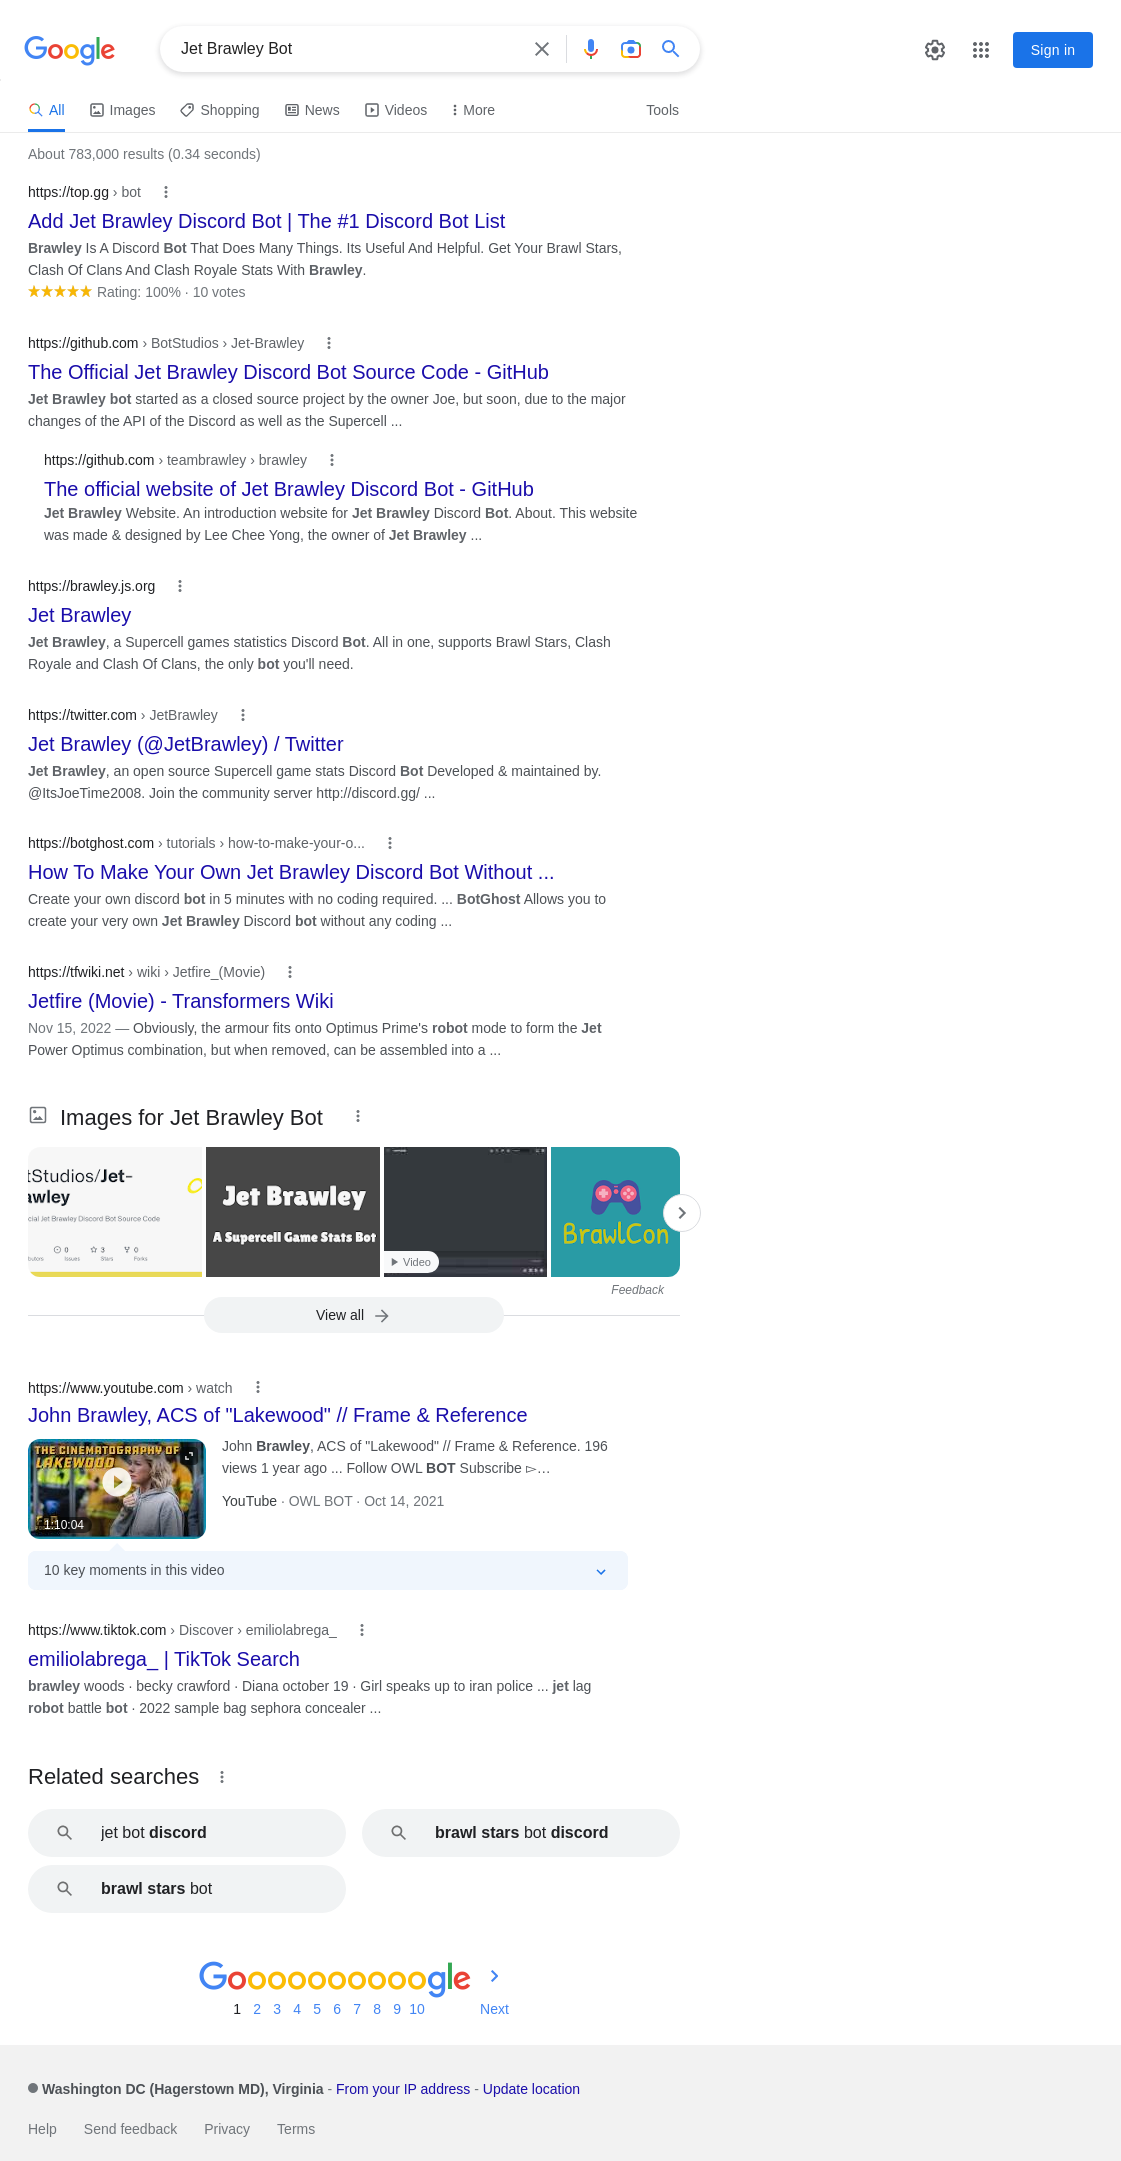 Google
Jet Brawley Bot
Sign in
All
Images
Shopping
News
Videos
More
Tools
About 783,000 results (0.34 seconds)
https://top.gg › bot
Add Jet Brawley Discord Bot | The #1 Discord Bot List
Brawley Is A Discord Bot That Does Many Things. Its Useful And Helpful. Get Your Brawl Stars,
Clash Of Clans And Clash Royale Stats With Brawley.
Rating: 100% · 10 votes
https://github.com › BotStudios › Jet-Brawley
The Official Jet Brawley Discord Bot Source Code - GitHub
Jet Brawley bot started as a closed source project by the owner Joe, but soon, due to the major
changes of the API of the Discord as well as the Supercell ...
https://github.com › teambrawley › brawley
The official website of Jet Brawley Discord Bot - GitHub
Jet Brawley Website. An introduction website for Jet Brawley Discord Bot. About. This website
was made & designed by Lee Chee Yong, the owner of Jet Brawley ...
https://brawley.js.org
Jet Brawley
Jet Brawley, a Supercell games statistics Discord Bot. All in one, supports Brawl Stars, Clash
Royale and Clash Of Clans, the only bot you'll need.
https://twitter.com › JetBrawley
Jet Brawley (@JetBrawley) / Twitter
Jet Brawley, an open source Supercell game stats Discord Bot Developed & maintained by.
@ItsJoeTime2008. Join the community server http://discord.gg/ ...
https://botghost.com › tutorials › how-to-make-your-o...
How To Make Your Own Jet Brawley Discord Bot Without ...
Create your own discord bot in 5 minutes with no coding required. ... BotGhost Allows you to
create your very own Jet Brawley Discord bot without any coding ...
https://tfwiki.net › wiki › Jetfire_(Movie)
Jetfire (Movie) - Transformers Wiki
Nov 15, 2022 — Obviously, the armour fits onto Optimus Prime's robot mode to form the Jet
Power Optimus combination, but when removed, can be assembled into a ...
Images for Jet Brawley Bot
tStudios/Jet-
awley
cial Jet Brawley Discord Bot Source Code
0
3
0
Issues
Stars
Forks
Jet Brawley
A Supercell Game Stats Bot
Video
BrawlCon
Feedback
View all
https://www.youtube.com › watch
John Brawley, ACS of "Lakewood" // Frame & Reference
THE CINEMATOGRAPHY OF
LAKEWOOD
1:10:04
John Brawley, ACS of "Lakewood" // Frame & Reference. 196
views 1 year ago ... Follow OWL BOT Subscribe ▻…
YouTube · OWL BOT · Oct 14, 2021
10 key moments in this video
https://www.tiktok.com › Discover › emiliolabrega_
emiliolabrega_ | TikTok Search
brawley woods · becky crawford · Diana october 19 · Girl speaks up to iran police ... jet lag
robot battle bot · 2022 sample bag sephora concealer ...
Related searches
jet bot discord
brawl stars bot discord
brawl stars bot
Goooooooooogle
1 2 3 4 5 6 7 8 9 10 Next
Washington DC (Hagerstown MD), Virginia - From your IP address - Update location
Help Send feedback Privacy Terms